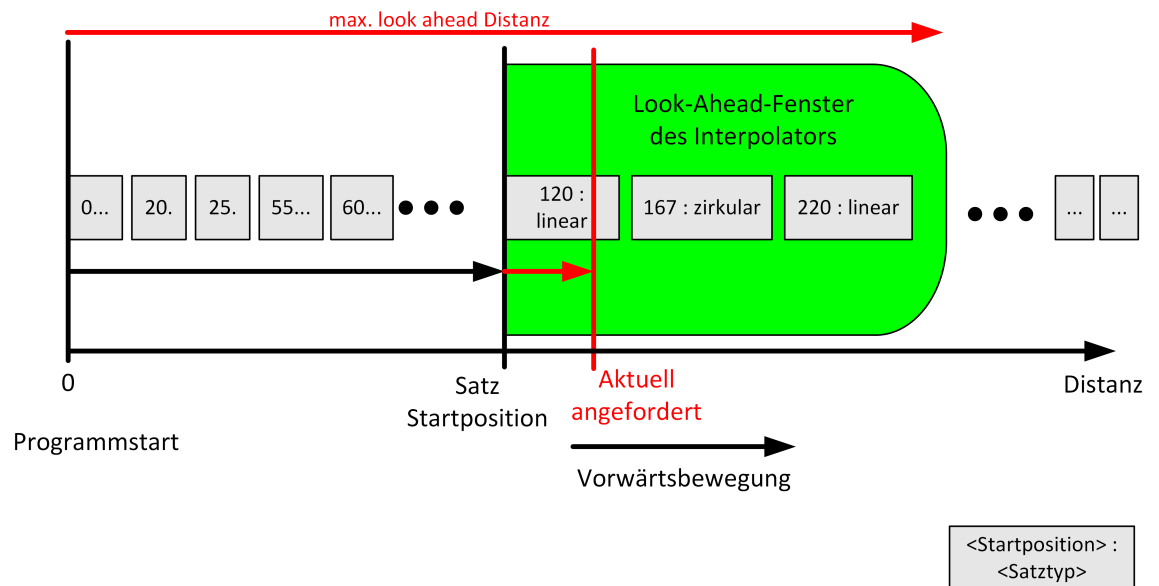 max. look ahead Distanz
Look-Ahead-Fenster
des Interpolators
0...
20.
25.
55...
60...
120 :
linear
167 : zirkular
220 : linear
...
...
0
Satz
Startposition
Aktuell
angefordert
Distanz
Programmstart
Vorwärtsbewegung
<Startposition> :
<Satztyp>